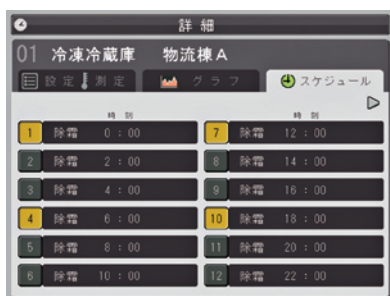 詳細
01 冷凍冷蔵庫 物流棟A
設定 測定 グラフ スケジュール
時刻 時刻
1 除霜 0:00 7 除霜 12:00
2 除霜 2:00 8 除霜 14:00
3 除霜 4:00 9 除霜 16:00
4 除霜 6:00 10 除霜 18:00
5 除霜 8:00 11 除霜 20:00
6 除霜 10:00 12 除霜 22:00